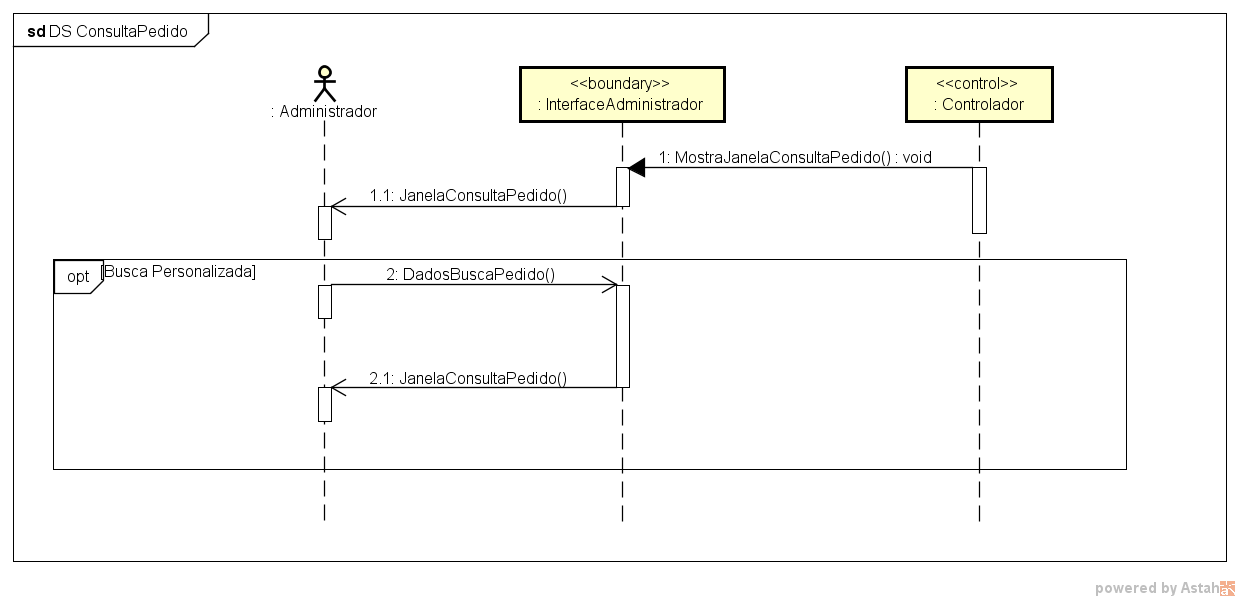 sd DS ConsultaPedido
<<boundary>>
<<control>>
: Administrador
: InterfaceAdministrador
: Controlador
1: MostraJanelaConsultaPedido() : void
1.1: JanelaConsultaPedido()
opt
[Busca Personalizada]
2: DadosBuscaPedido()
2.1: JanelaConsultaPedido()
powered by Astah